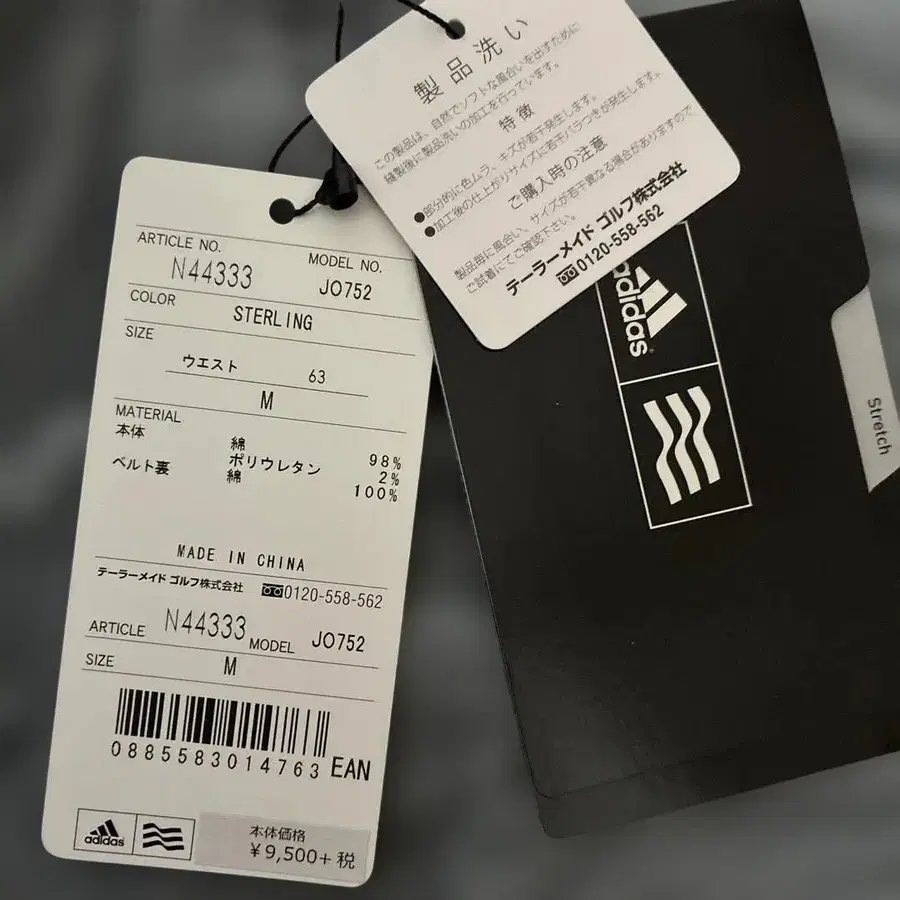 製品洗い
この製品は、自然でソフトな風合いを出すために
縫製後に製品洗いの加工を行っています。
特徴
●部分的に色ムラ、キズが若干発生します。
●加工後の仕上がりサイズに若干バラつきが発生します。
ご購入時の注意
製品毎に風合い、サイズが若干異なる場合がありますので
ご試着にてご確認下さい。
テーラーメイド ゴルフ株式会社
0120-558-562
ARTICLE NO.
MODEL NO.
N44333
JO752
COLOR
STERLING
SIZE
ウエスト 63
M
MATERIAL
本体 綿 98%
ポリウレタン 2%
ベルト裏 綿 100%
MADE IN CHINA
テーラーメイド ゴルフ株式会社 0120-558-562
ARTICLE N44333 MODEL JO752
SIZE M
0885583014763 EAN
adidas
本体価格
¥9,500+税
adidas
Stretch